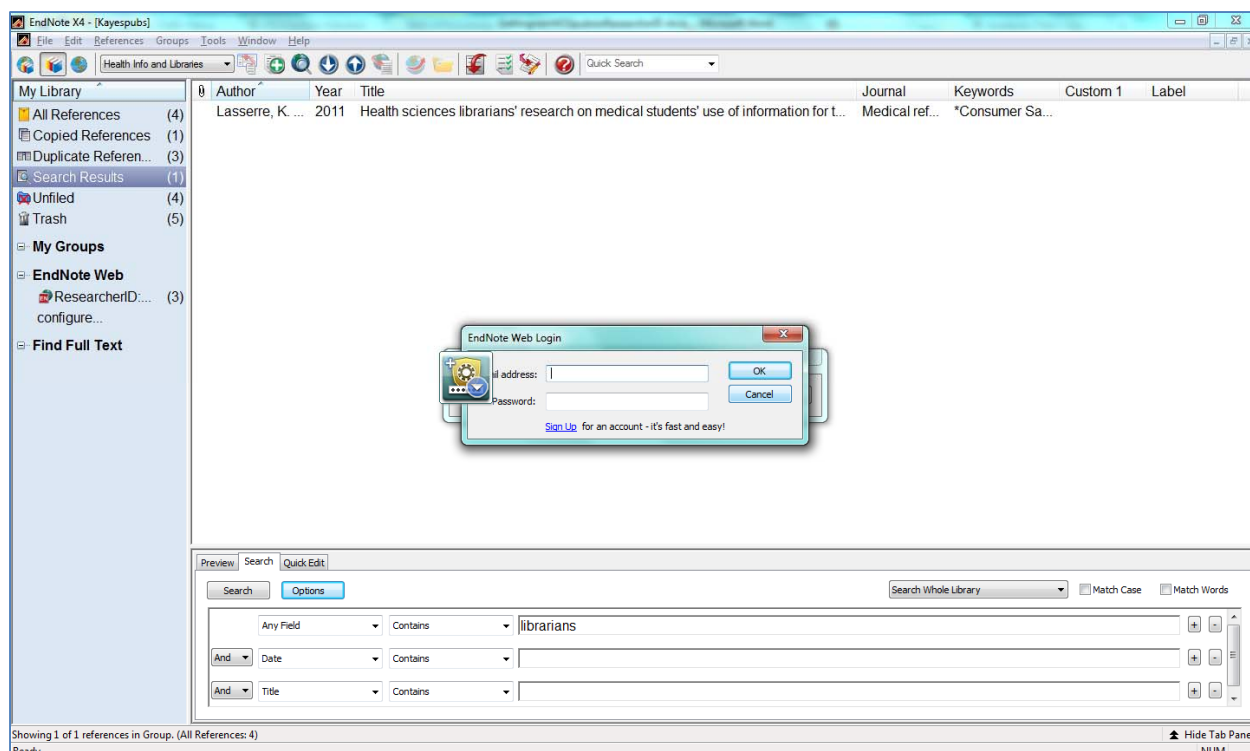 EndNote X4 - [Kayespubs]
File Edit References Groups Tools Window Help
Health Info and Libraries Quick Search
My Library
All References (4)
Copied References (1)
Duplicate Referen... (3)
Search Results (1)
Unfiled (4)
Trash (5)
My Groups
EndNote Web
ResearcherID:... (3)
configure...
Find Full Text
Author Year Title Journal Keywords Custom 1 Label
Lasserre, K. ... 2011 Health sciences librarians' research on medical students' use of information for t... Medical ref... *Consumer Sa...
EndNote Web Login
il address: OK
Password: Cancel
Sign Up for an account - it's fast and easy!
Preview Search Quick Edit
Search Options Search Whole Library Match Case Match Words
Any Field Contains librarians + -
And Date Contains + -
And Title Contains + -
Showing 1 of 1 references in Group. (All References: 4) Hide Tab Pane
Ready NUM